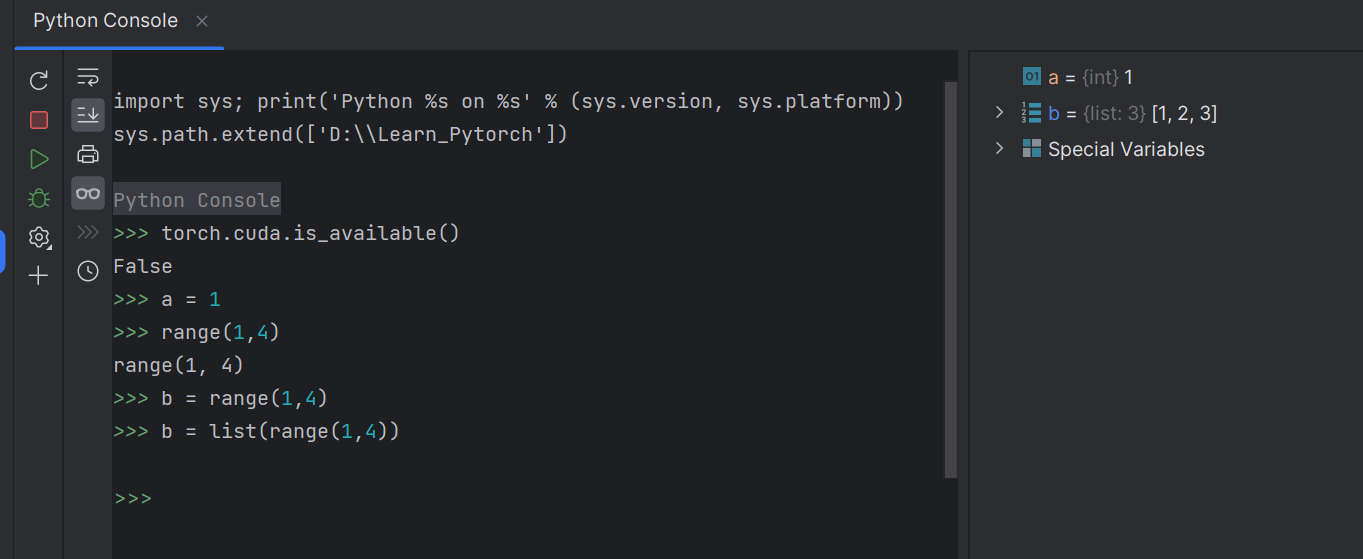 Python Console
import sys; print('Python %s on %s' % (sys.version, sys.platform))
sys.path.extend(['D:\\Learn_Pytorch'])
Python Console
>>> torch.cuda.is_available()
False
>>> a = 1
>>> range(1,4)
range(1, 4)
>>> b = range(1,4)
>>> b = list(range(1,4))
>>>
01 a = {int} 1
b = {list: 3} [1, 2, 3]
Special Variables